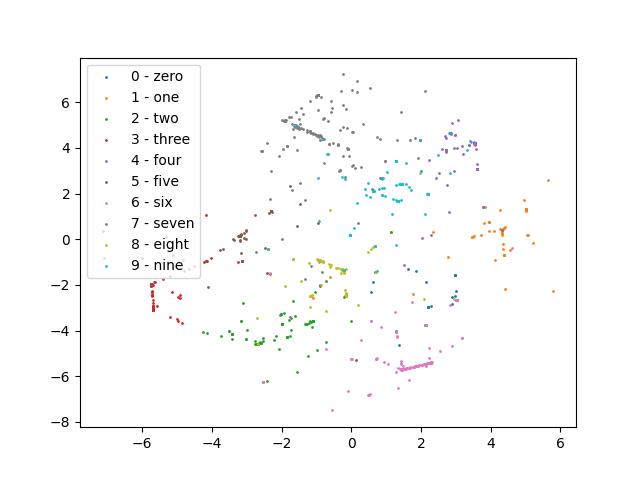 0 - zero
1 - one
2 - two
3 - three
4 - four
5 - five
6 - six
7 - seven
8 - eight
9 - nine
6
4
2
0
−2
−4
−6
−8
−6 −4 −2 0 2 4 6